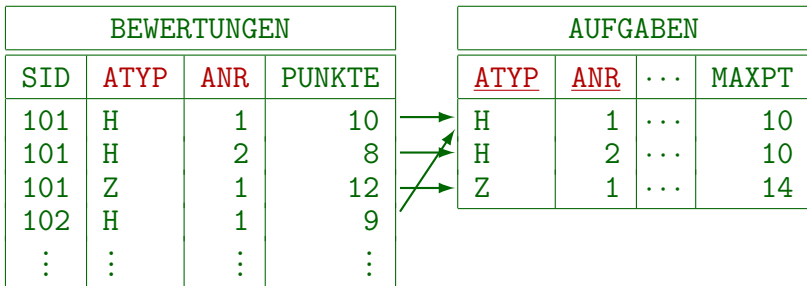 BEWERTUNGEN
SID ATYP ANR PUNKTE
101 H 1 10
101 H 2 8
101 Z 1 12
102 H 1 9
⋮ ⋮ ⋮ ⋮
AUFGABEN
ATYP ANR ⋯ MAXPT
H 1 ⋯ 10
H 2 ⋯ 10
Z 1 ⋯ 14